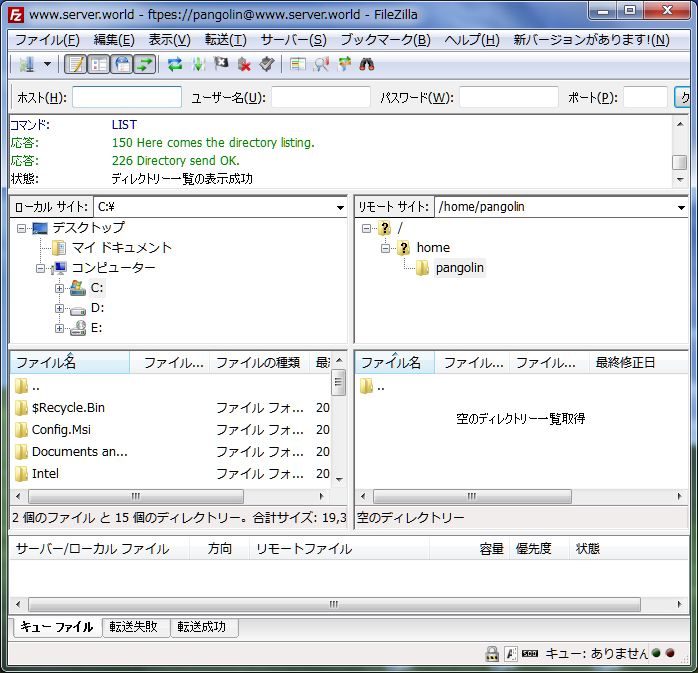 www.server.world - ftpes://pangolin@www.server.world - FileZilla
ファイル(F) 編集(E) 表示(V) 転送(T) サーバー(S) ブックマーク(B) ヘルプ(H) 新バージョンがあります!(N)
ホスト(H): ユーザー名(U): パスワード(W): ポート(P): ク
コマンド: LIST
応答: 150 Here comes the directory listing.
応答: 226 Directory send OK.
状態: ディレクトリー一覧の表示成功
ローカル サイト: C:¥
デスクトップ
マイ ドキュメント
コンピューター
C:
D:
E:
リモート サイト: /home/pangolin
/
home
pangolin
ファイル名 ファイル... ファイルの種類 最
..
$Recycle.Bin ファイル フォ... 20
Config.Msi ファイル フォ... 20
Documents an... ファイル フォ... 20
Intel ファイル フォ... 20
2 個のファイル と 15 個のディレクトリー。合計サイズ: 19,3
ファイル名 ファイル... ファイル... 最終修正日
..
空のディレクトリー一覧取得
空のディレクトリー
サーバー/ローカル ファイル 方向 リモートファイル 容量 優先度 状態
キュー ファイル 転送失敗 転送成功
キュー: ありません